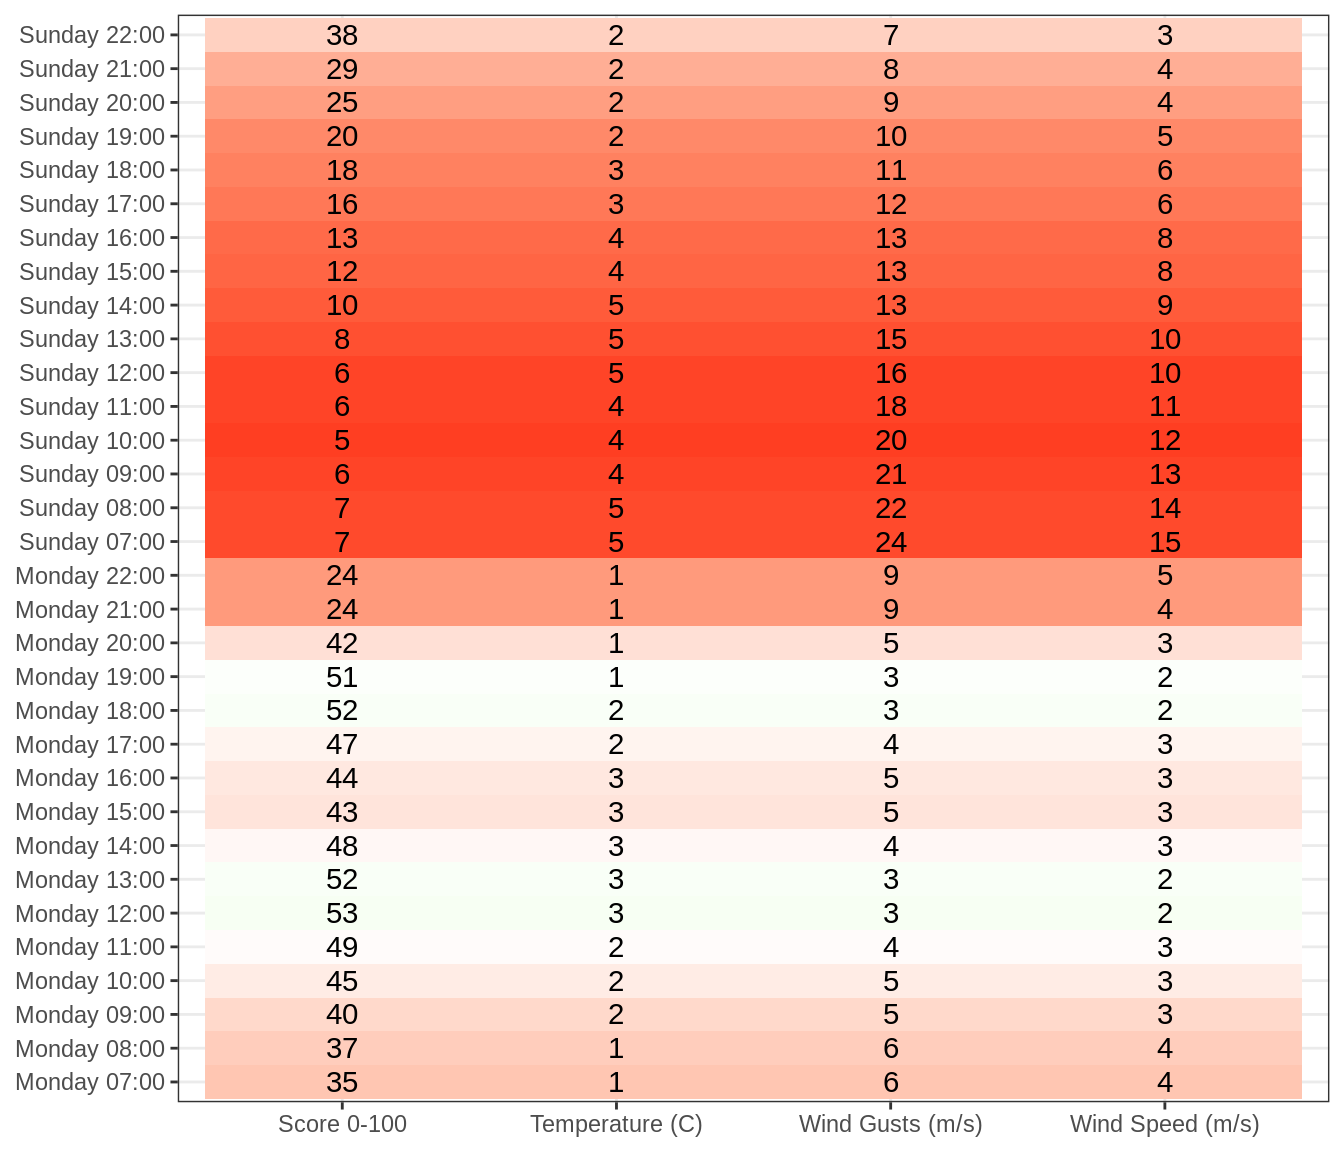 Sunday 22:00 38 2 7 3
Sunday 21:00 29 2 8 4
Sunday 20:00 25 2 9 4
Sunday 19:00 20 2 10 5
Sunday 18:00 18 3 11 6
Sunday 17:00 16 3 12 6
Sunday 16:00 13 4 13 8
Sunday 15:00 12 4 13 8
Sunday 14:00 10 5 13 9
Sunday 13:00 8 5 15 10
Sunday 12:00 6 5 16 10
Sunday 11:00 6 4 18 11
Sunday 10:00 5 4 20 12
Sunday 09:00 6 4 21 13
Sunday 08:00 7 5 22 14
Sunday 07:00 7 5 24 15
Monday 22:00 24 1 9 5
Monday 21:00 24 1 9 4
Monday 20:00 42 1 5 3
Monday 19:00 51 1 3 2
Monday 18:00 52 2 3 2
Monday 17:00 47 2 4 3
Monday 16:00 44 3 5 3
Monday 15:00 43 3 5 3
Monday 14:00 48 3 4 3
Monday 13:00 52 3 3 2
Monday 12:00 53 3 3 2
Monday 11:00 49 2 4 3
Monday 10:00 45 2 5 3
Monday 09:00 40 2 5 3
Monday 08:00 37 1 6 4
Monday 07:00 35 1 6 4
Score 0-100 Temperature (C) Wind Gusts (m/s) Wind Speed (m/s)